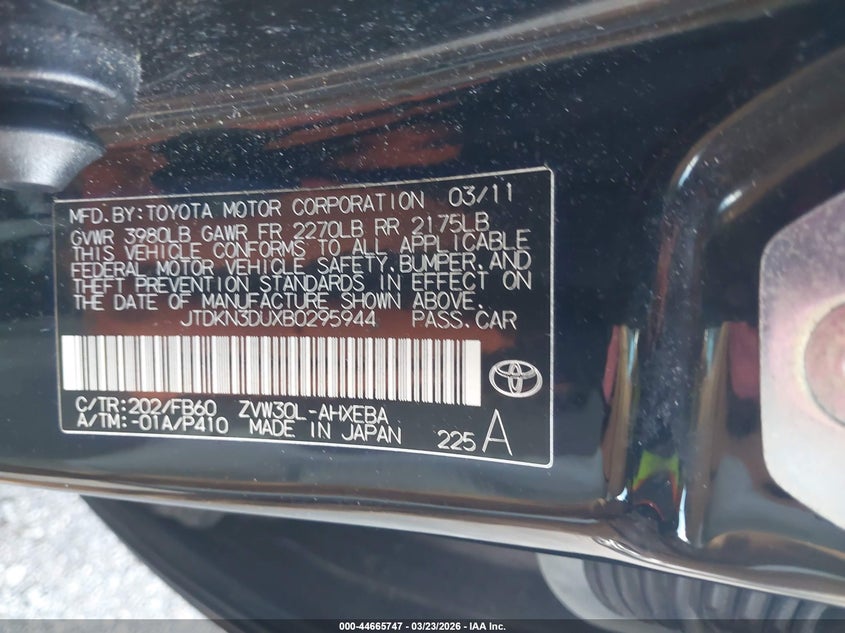 MFD. BY: TOYOTA MOTOR CORPORATION 03/11
GVWR 3980LB GAWR FR 2270LB RR 2175LB
THIS VEHICLE CONFORMS TO ALL APPLICABLE
FEDERAL MOTOR VEHICLE SAFETY, BUMPER, AND
THEFT PREVENTION STANDARDS IN EFFECT ON
THE DATE OF MANUFACTURE SHOWN ABOVE.
JTDKN3DUXB0295944 PASS. CAR
C/TR: 202/FB60 ZVW30L-AHXEBA
A/TM: -01A/P410 MADE IN JAPAN 225 A
000-44665747 - 03/23/2026 - IAA Inc.